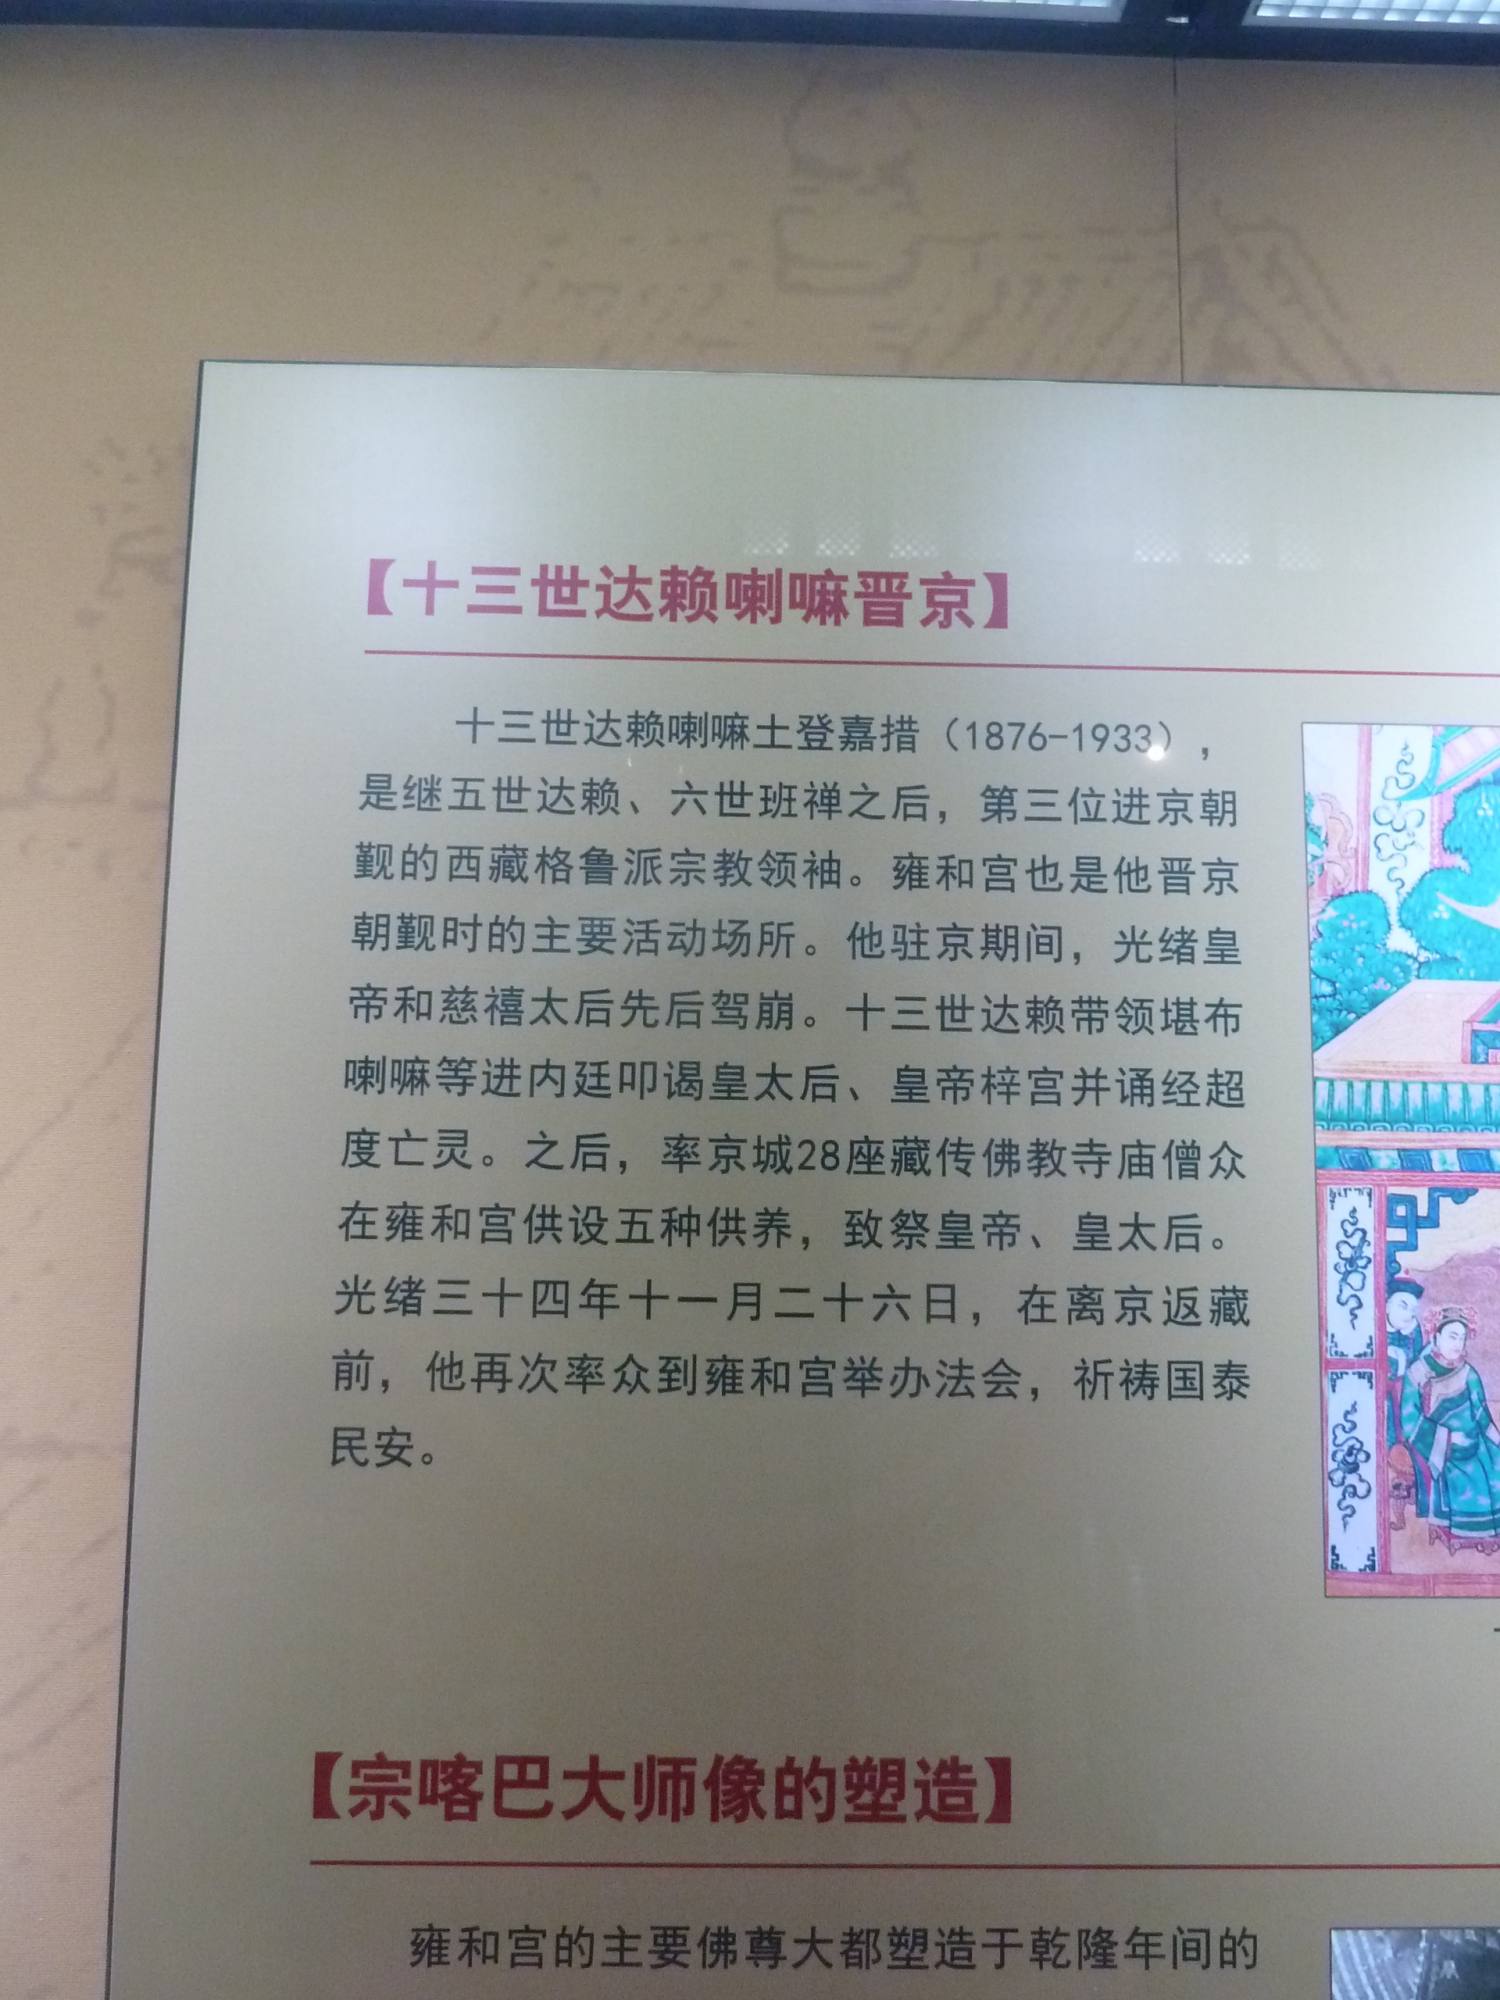 【十三世达赖喇嘛晋京】
十三世达赖喇嘛土登嘉措（1876-1933），
是继五世达赖、六世班禅之后，第三位进京朝
觐的西藏格鲁派宗教领袖。雍和宫也是他晋京
朝觐时的主要活动场所。他驻京期间，光绪皇
帝和慈禧太后先后驾崩。十三世达赖带领堪布
喇嘛等进内廷叩谒皇太后、皇帝梓宫并诵经超
度亡灵。之后，率京城28座藏传佛教寺庙僧众
在雍和宫供设五种供养，致祭皇帝、皇太后。
光绪三十四年十一月二十六日，在离京返藏
前，他再次率众到雍和宫举办法会，祈祷国泰
民安。
【宗喀巴大师像的塑造】
雍和宫的主要佛尊大都塑造于乾隆年间的